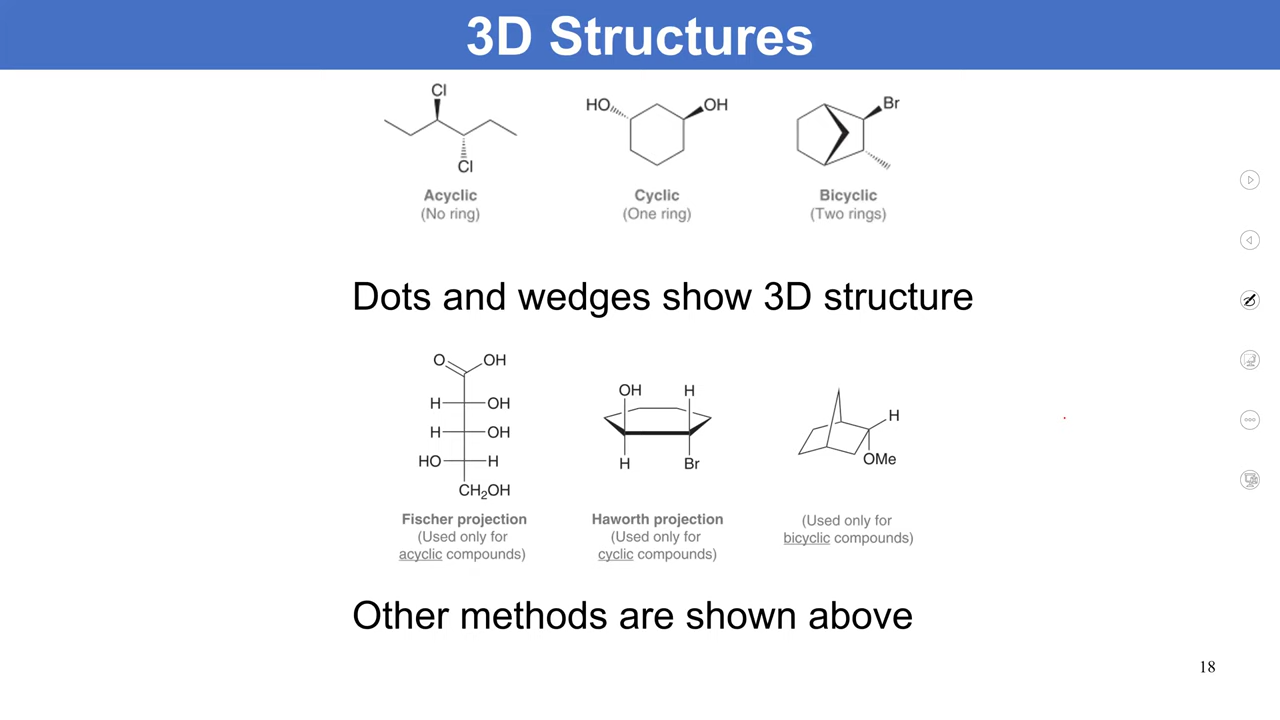 3D Structures
Cl
Cl
Acyclic
(No ring)
HO
OH
Cyclic
(One ring)
Br
Bicyclic
(Two rings)
Dots and wedges show 3D structure
O OH
H OH
H OH
HO H
CH₂OH
Fischer projection
(Used only for
acyclic compounds)
OH H
H Br
Haworth projection
(Used only for
cyclic compounds)
H
OMe
(Used only for
bicyclic compounds)
Other methods are shown above
18